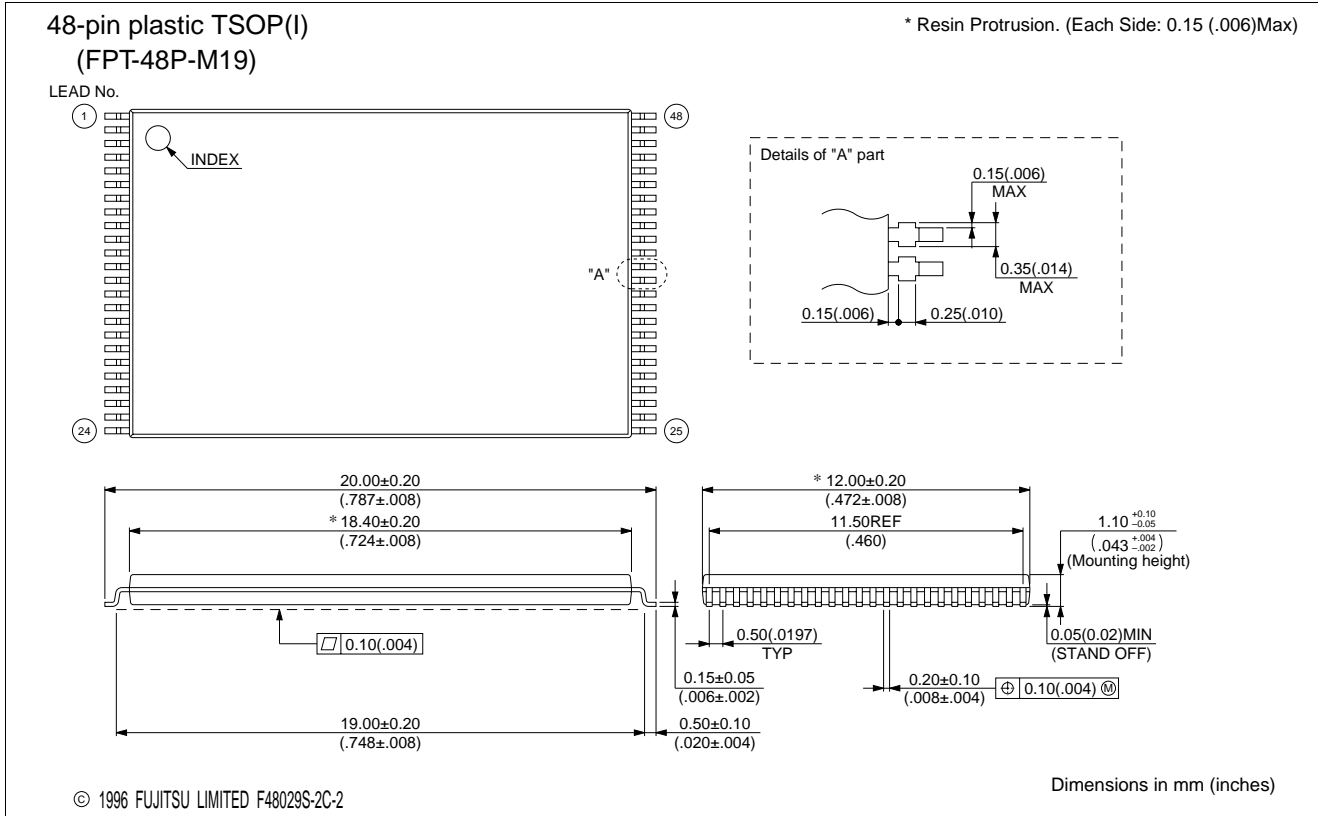 48-pin plastic TSOP(I)
(FPT-48P-M19)
* Resin Protrusion. (Each Side: 0.15 (.006)Max)
LEAD No.
1
48
INDEX
"A"
24
25
Details of "A" part
0.15(.006)
MAX
0.35(.014)
MAX
0.15(.006)
0.25(.010)
20.00±0.20
(.787±.008)
* 18.40±0.20
(.724±.008)
0.10(.004)
0.15±0.05
(.006±.002)
19.00±0.20
(.748±.008)
0.50±0.10
(.020±.004)
* 12.00±0.20
(.472±.008)
11.50REF
(.460)
1.10 +0.10 −0.05
(.043 +.004 −.002)
(Mounting height)
0.50(.0197)
TYP
0.05(0.02)MIN
(STAND OFF)
0.20±0.10
(.008±.004)
⌖ 0.10(.004) Ⓜ
© 1996 FUJITSU LIMITED F48029S-2C-2
Dimensions in mm (inches)